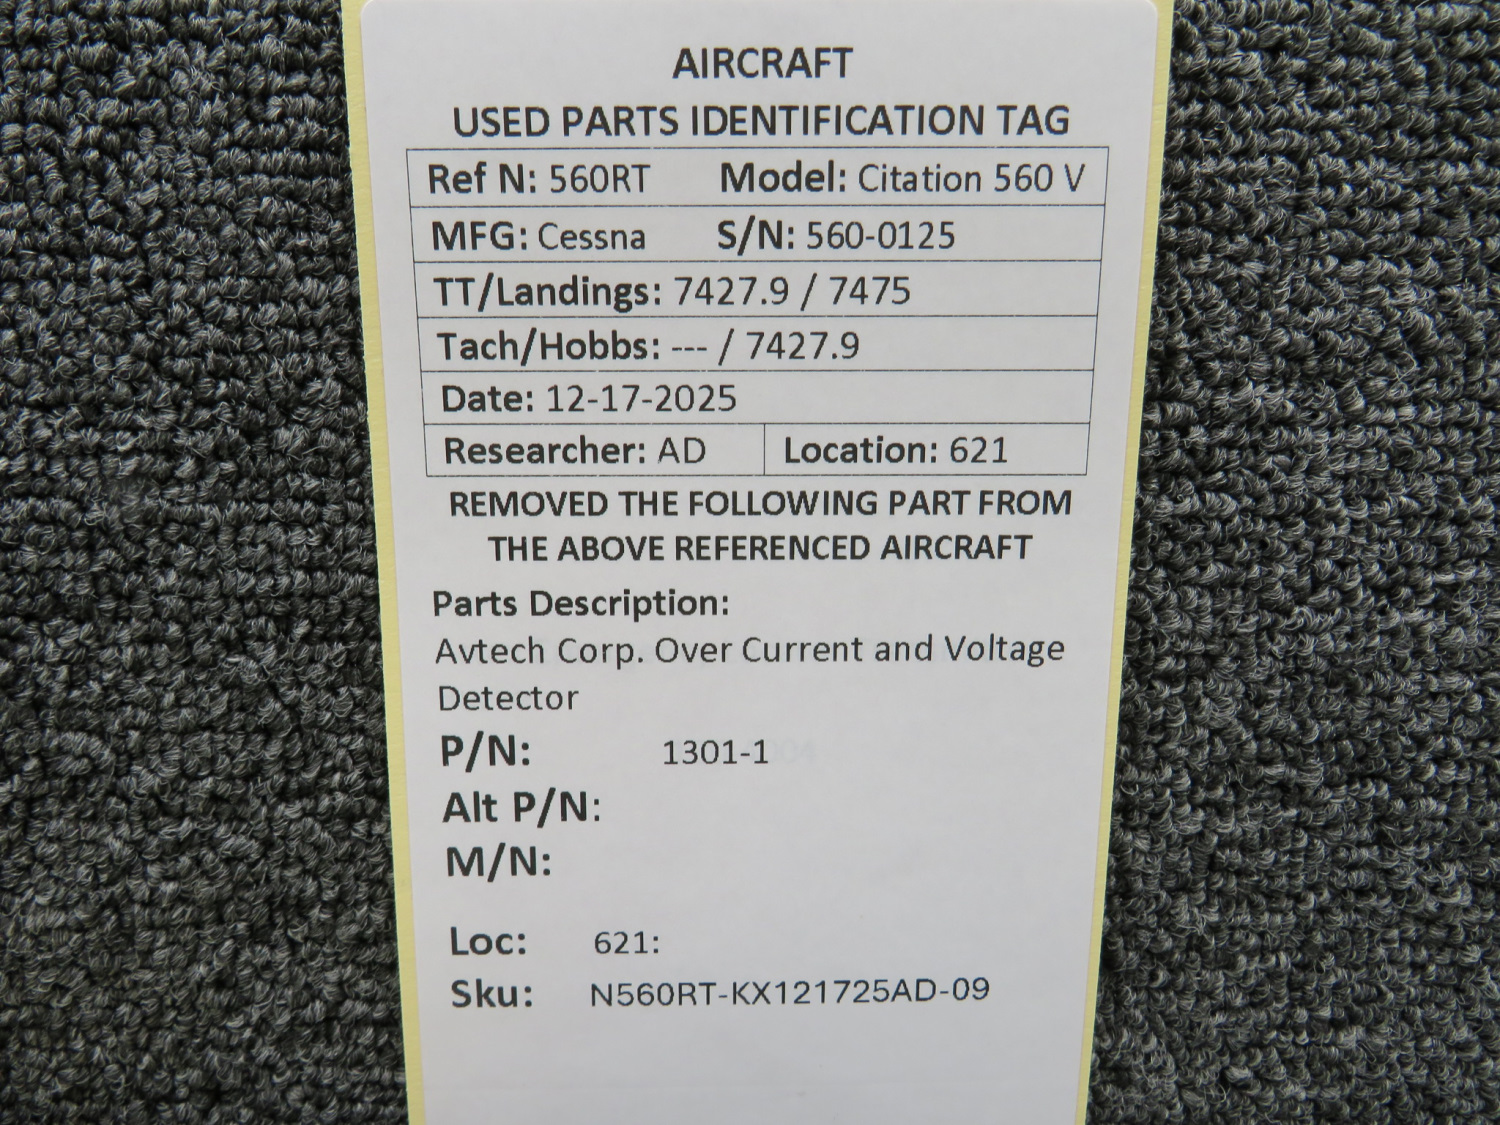 AIRCRAFT
USED PARTS IDENTIFICATION TAG
Ref N: 560RT Model: Citation 560 V
MFG: Cessna S/N: 560-0125
TT/Landings: 7427.9 / 7475
Tach/Hobbs: --- / 7427.9
Date: 12-17-2025
Researcher: AD Location: 621
REMOVED THE FOLLOWING PART FROM
THE ABOVE REFERENCED AIRCRAFT
Parts Description:
Avtech Corp. Over Current and Voltage
Detector
P/N: 1301-1
Alt P/N:
M/N:
Loc: 621:
Sku: N560RT-KX121725AD-09